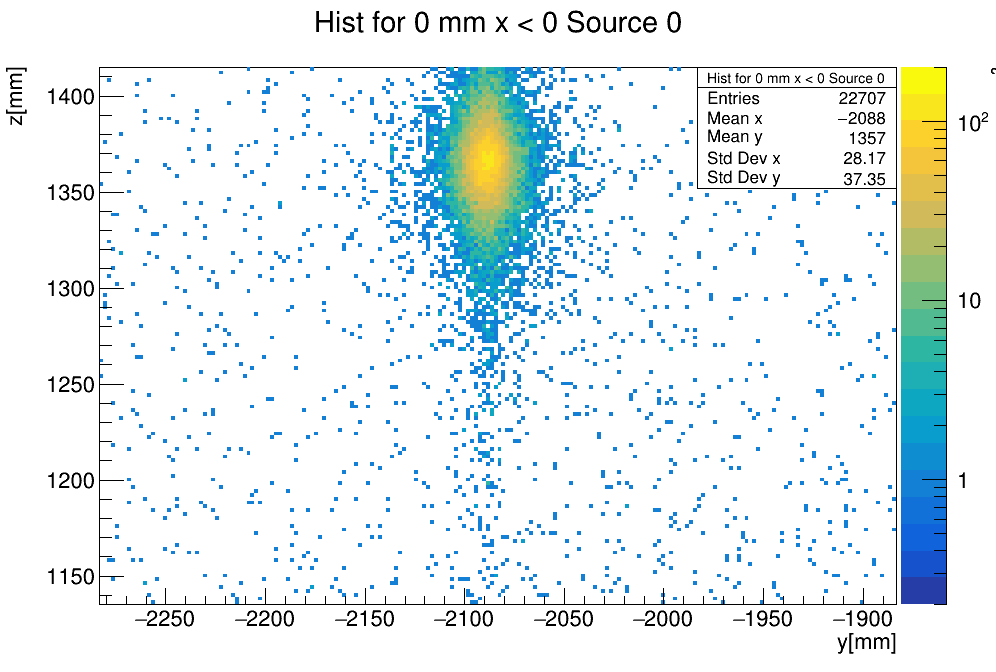 Hist for 0 mm x < 0 Source 0
z[mm]
Hist for 0 mm x < 0 Source 0
Entries 22707
Mean x −2088
Mean y 1357
Std Dev x 28.17
Std Dev y 37.35
1400
1350
1300
1250
1200
1150
10²
10
1
−2250 −2200 −2150 −2100 −2050 −2000 −1950 −1900
y[mm]